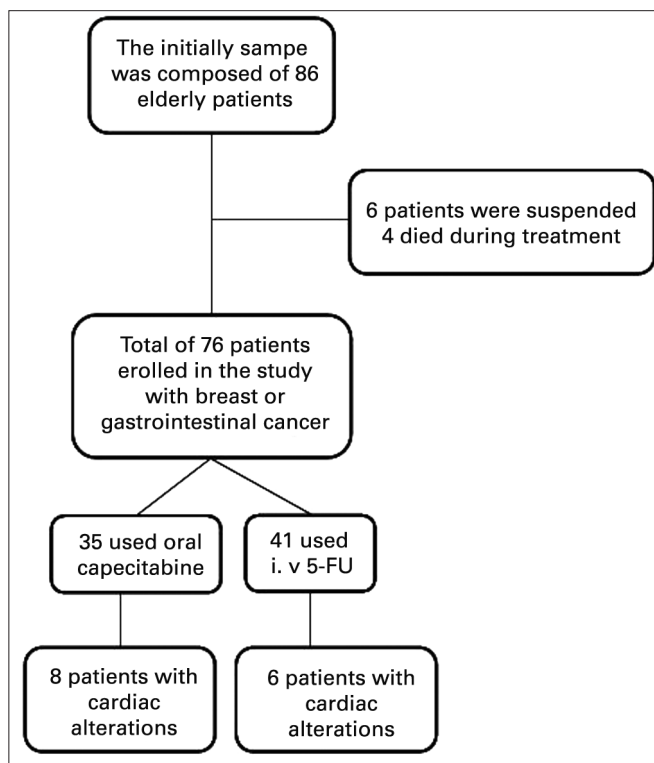 The initially sampe
was composed of 86
elderly patients
6 patients were suspended
4 died during treatment
Total of 76 patients
erolled in the study
with breast or
gastrointestinal cancer
35 used oral
capecitabine
41 used
i. v 5-FU
8 patients with
cardiac
alterations
6 patients with
cardiac
alterations